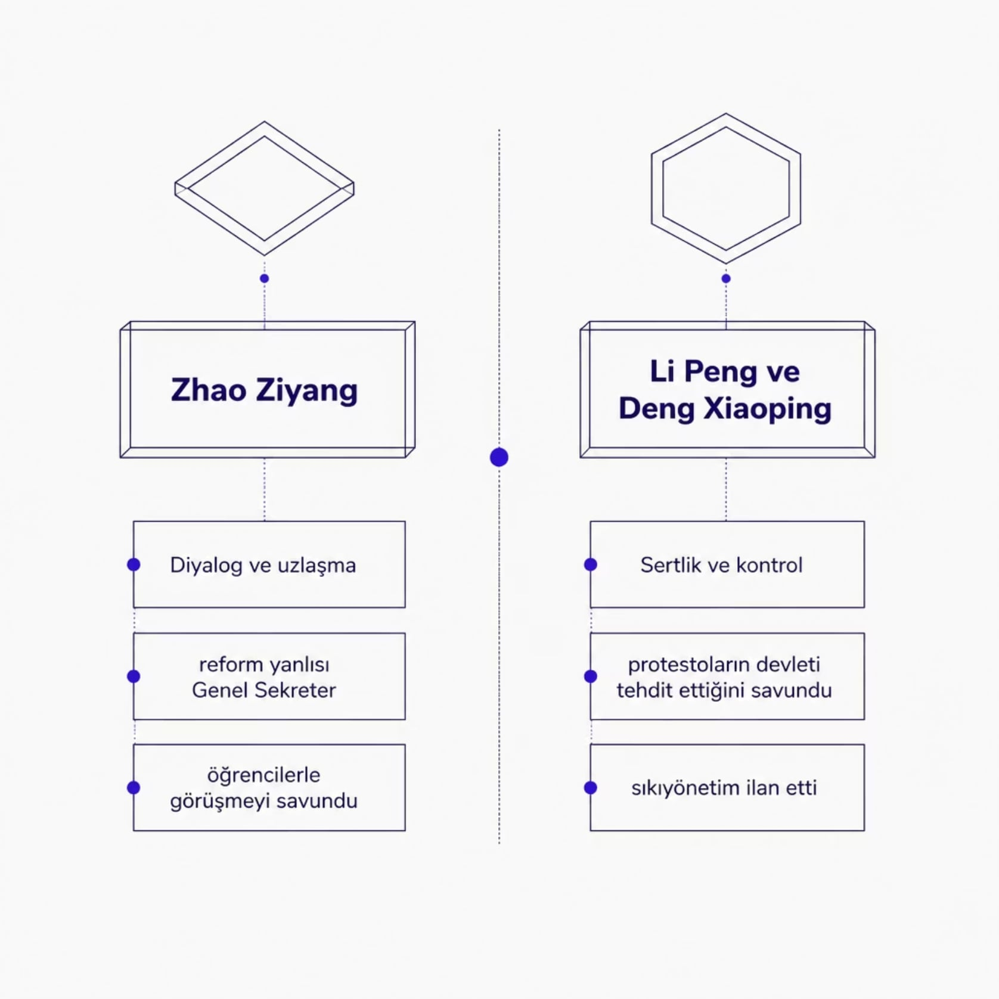 Zhao Ziyang
Diyalog ve uzlaşma
reform yanlısı
Genel Sekreter
öğrencilerle
görüşmeyi savundu
Li Peng ve
Deng Xiaoping
Sertlik ve kontrol
protestoların devleti
tehdit ettiğini savundu
sıkıyönetim ilan etti